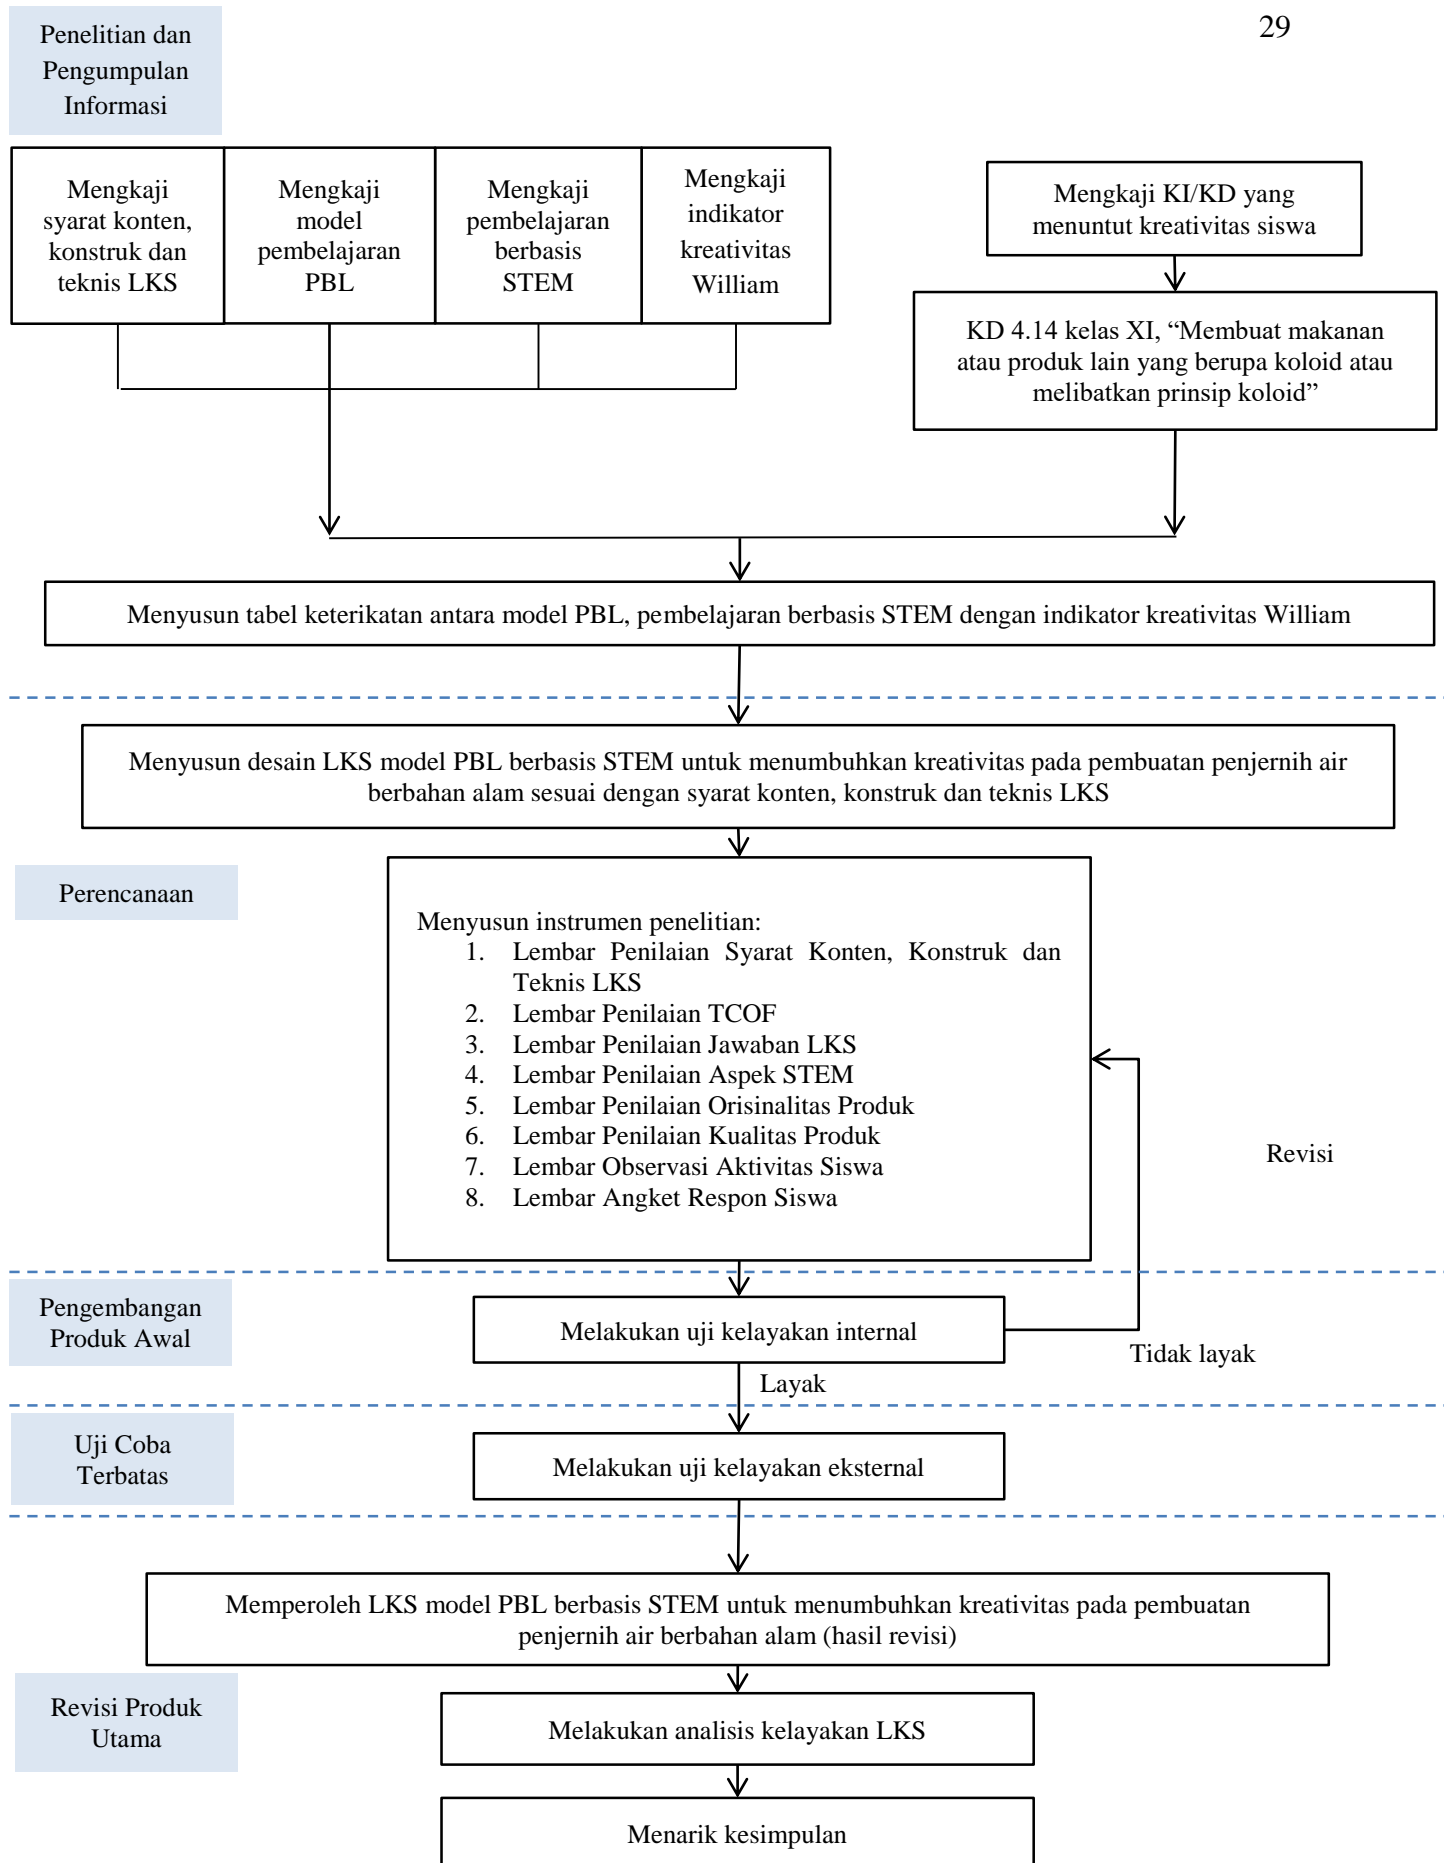 29
Penelitian dan
Pengumpulan
Informasi
Mengkaji
syarat konten,
konstruk dan
teknis LKS
Mengkaji
model
pembelajaran
PBL
Mengkaji
pembelajaran
berbasis
STEM
Mengkaji
indikator
kreativitas
William
Mengkaji KI/KD yang
menuntut kreativitas siswa
KD 4.14 kelas XI, “Membuat makanan
atau produk lain yang berupa koloid atau
melibatkan prinsip koloid”
Menyusun tabel keterikatan antara model PBL, pembelajaran berbasis STEM dengan indikator kreativitas William
Menyusun desain LKS model PBL berbasis STEM untuk menumbuhkan kreativitas pada pembuatan penjernih air
berbahan alam sesuai dengan syarat konten, konstruk dan teknis LKS
Perencanaan
Menyusun instrumen penelitian:
1. Lembar Penilaian Syarat Konten, Konstruk dan
Teknis LKS
2. Lembar Penilaian TCOF
3. Lembar Penilaian Jawaban LKS
4. Lembar Penilaian Aspek STEM
5. Lembar Penilaian Orisinalitas Produk
6. Lembar Penilaian Kualitas Produk
7. Lembar Observasi Aktivitas Siswa
8. Lembar Angket Respon Siswa
Revisi
Pengembangan
Produk Awal
Melakukan uji kelayakan internal
Tidak layak
Layak
Uji Coba
Terbatas
Melakukan uji kelayakan eksternal
Memperoleh LKS model PBL berbasis STEM untuk menumbuhkan kreativitas pada pembuatan
penjernih air berbahan alam (hasil revisi)
Revisi Produk
Utama
Melakukan analisis kelayakan LKS
Menarik kesimpulan